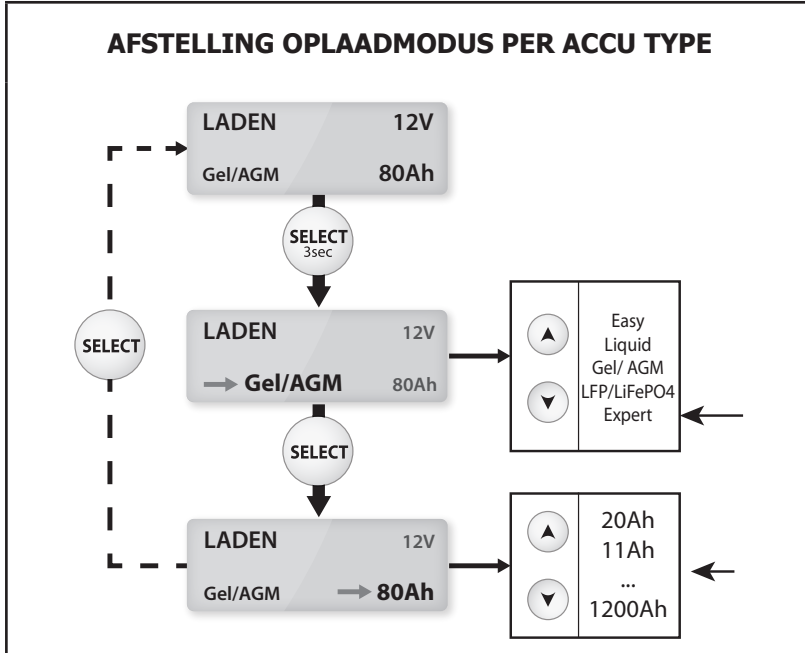 AFSTELLING OPLAADMODUS PER ACCU TYPE
LADEN 12V
Gel/AGM 80Ah
SELECT
3sec
LADEN 12V
Gel/AGM 80Ah
Easy
Liquid
Gel/ AGM
LFP/LiFePO4
Expert
SELECT
SELECT
LADEN 12V
Gel/AGM 80Ah
20Ah
11Ah
...
1200Ah